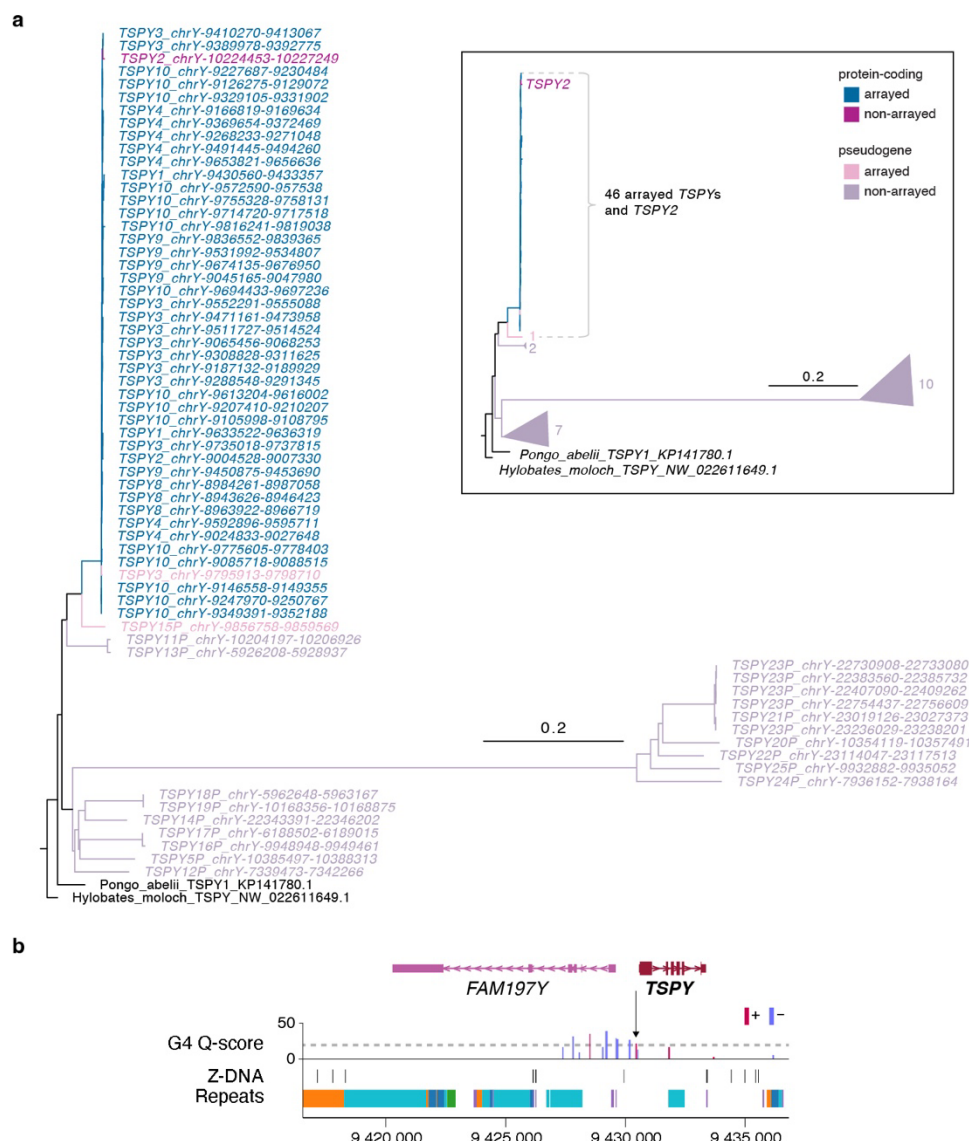 a
TSPY3_chrY-9410270-9413067
TSPY3_chrY-9389978-9392775
TSPY2_chrY-10224453-10227249
TSPY10_chrY-9227687-9230484
TSPY10_chrY-9126275-9129072
TSPY10_chrY-9329105-9331902
TSPY4_chrY-9166819-9169634
TSPY4_chrY-9369654-9372469
TSPY4_chrY-9268233-9271048
TSPY4_chrY-9491445-9494260
TSPY4_chrY-9653821-9656636
TSPY1_chrY-9430560-9433357
TSPY10_chrY-9572590-957538
TSPY10_chrY-9755328-9758131
TSPY10_chrY-9714720-9717518
TSPY10_chrY-9816241-9819038
TSPY9_chrY-9836552-9839365
TSPY9_chrY-9531992-9534807
TSPY9_chrY-9674135-9676950
TSPY9_chrY-9045165-9047980
TSPY10_chrY-9694433-9697236
TSPY3_chrY-9552291-9555088
TSPY3_chrY-9471161-9473958
TSPY3_chrY-9511727-9514524
TSPY3_chrY-9065456-9068253
TSPY3_chrY-9308828-9311625
TSPY3_chrY-9187132-9189929
TSPY3_chrY-9288548-9291345
TSPY10_chrY-9613204-9616002
TSPY10_chrY-9207410-9210207
TSPY10_chrY-9105998-9108795
TSPY1_chrY-9633522-9636319
TSPY3_chrY-9735018-9737815
TSPY2_chrY-9004528-9007330
TSPY9_chrY-9450875-9453690
TSPY8_chrY-8984261-8987058
TSPY8_chrY-8943626-8946423
TSPY8_chrY-8963922-8966719
TSPY4_chrY-9592896-9595711
TSPY4_chrY-9024833-9027648
TSPY10_chrY-9775605-9778403
TSPY10_chrY-9085718-9088515
TSPY3_chrY-9795913-9798710
TSPY10_chrY-9146558-9149355
TSPY10_chrY-9247970-9250767
TSPY10_chrY-9349391-9352188
TSPY15P_chrY-9856758-9859569
TSPY11P_chrY-10204197-10206926
TSPY13P_chrY-5926208-5928937
TSPY23P_chrY-22730908-22733080
TSPY23P_chrY-22383560-22385732
TSPY23P_chrY-22407090-22409262
TSPY23P_chrY-22754437-22756609
TSPY21P_chrY-23019126-23027373
TSPY23P_chrY-23236029-23238201
TSPY20P_chrY-10354119-10357491
TSPY22P_chrY-23114047-23117513
TSPY25P_chrY-9932882-9935052
TSPY24P_chrY-7936152-7938164
0.2
TSPY18P_chrY-5962648-5963167
TSPY19P_chrY-10168356-10168875
TSPY14P_chrY-22343391-22346202
TSPY17P_chrY-6188502-6189015
TSPY16P_chrY-9948948-9949461
TSPY5P_chrY-10385497-10388313
TSPY12P_chrY-7339473-7342266
Pongo_abelii_TSPY1_KP141780.1
Hylobates_moloch_TSPY_NW_022611649.1
TSPY2
protein-coding
arrayed
non-arrayed
pseudogene
arrayed
non-arrayed
46 arrayed TSPYs
and TSPY2
1
2
0.2
10
7
Pongo_abelii_TSPY1_KP141780.1
Hylobates_moloch_TSPY_NW_022611649.1
b
FAM197Y
TSPY
+ −
50
G4 Q-score
0
Z-DNA
Repeats
9 420 000 9 425 000 9 430 000 9 435 000